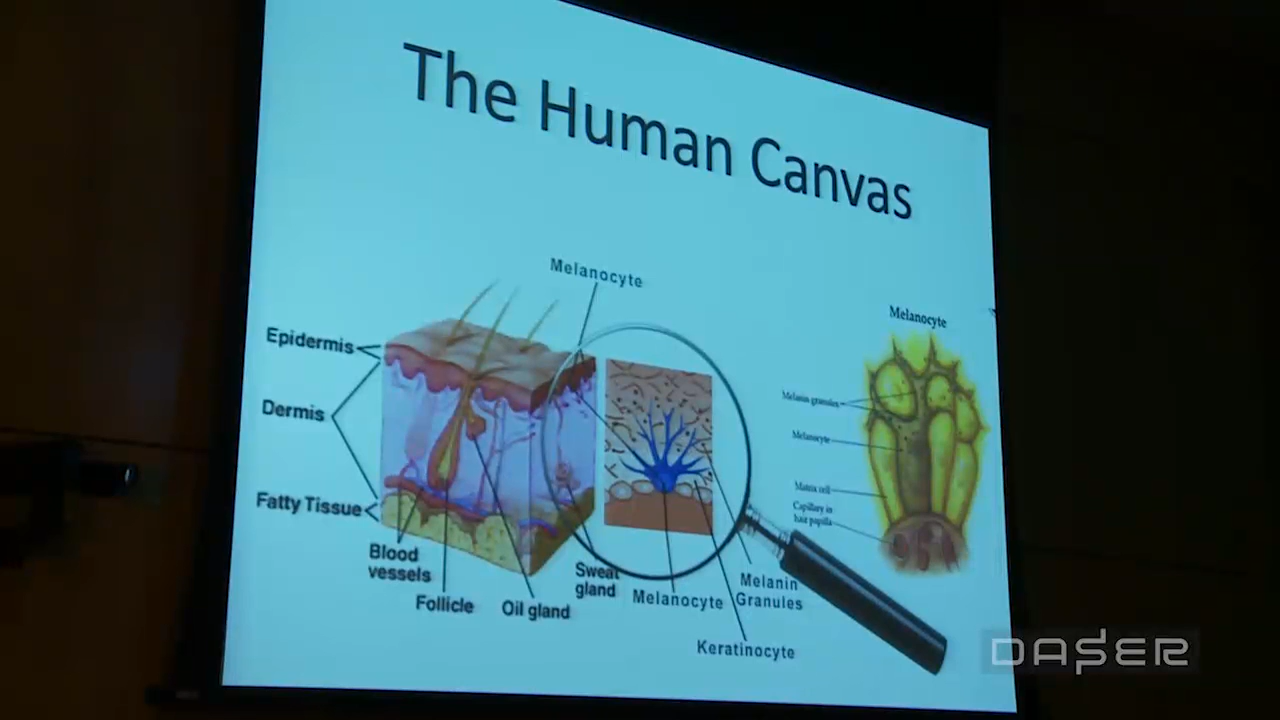 The Human Canvas
Melanocyte
Epidermis
Dermis
Fatty Tissue
Blood
vessels
Follicle
Oil gland
Sweat
gland
Melanocyte
Melanin
Granules
Keratinocyte
Melanocyte
Melanin granules
Melanocyte
Matrix cell
Capillary in
hair papilla
DASER